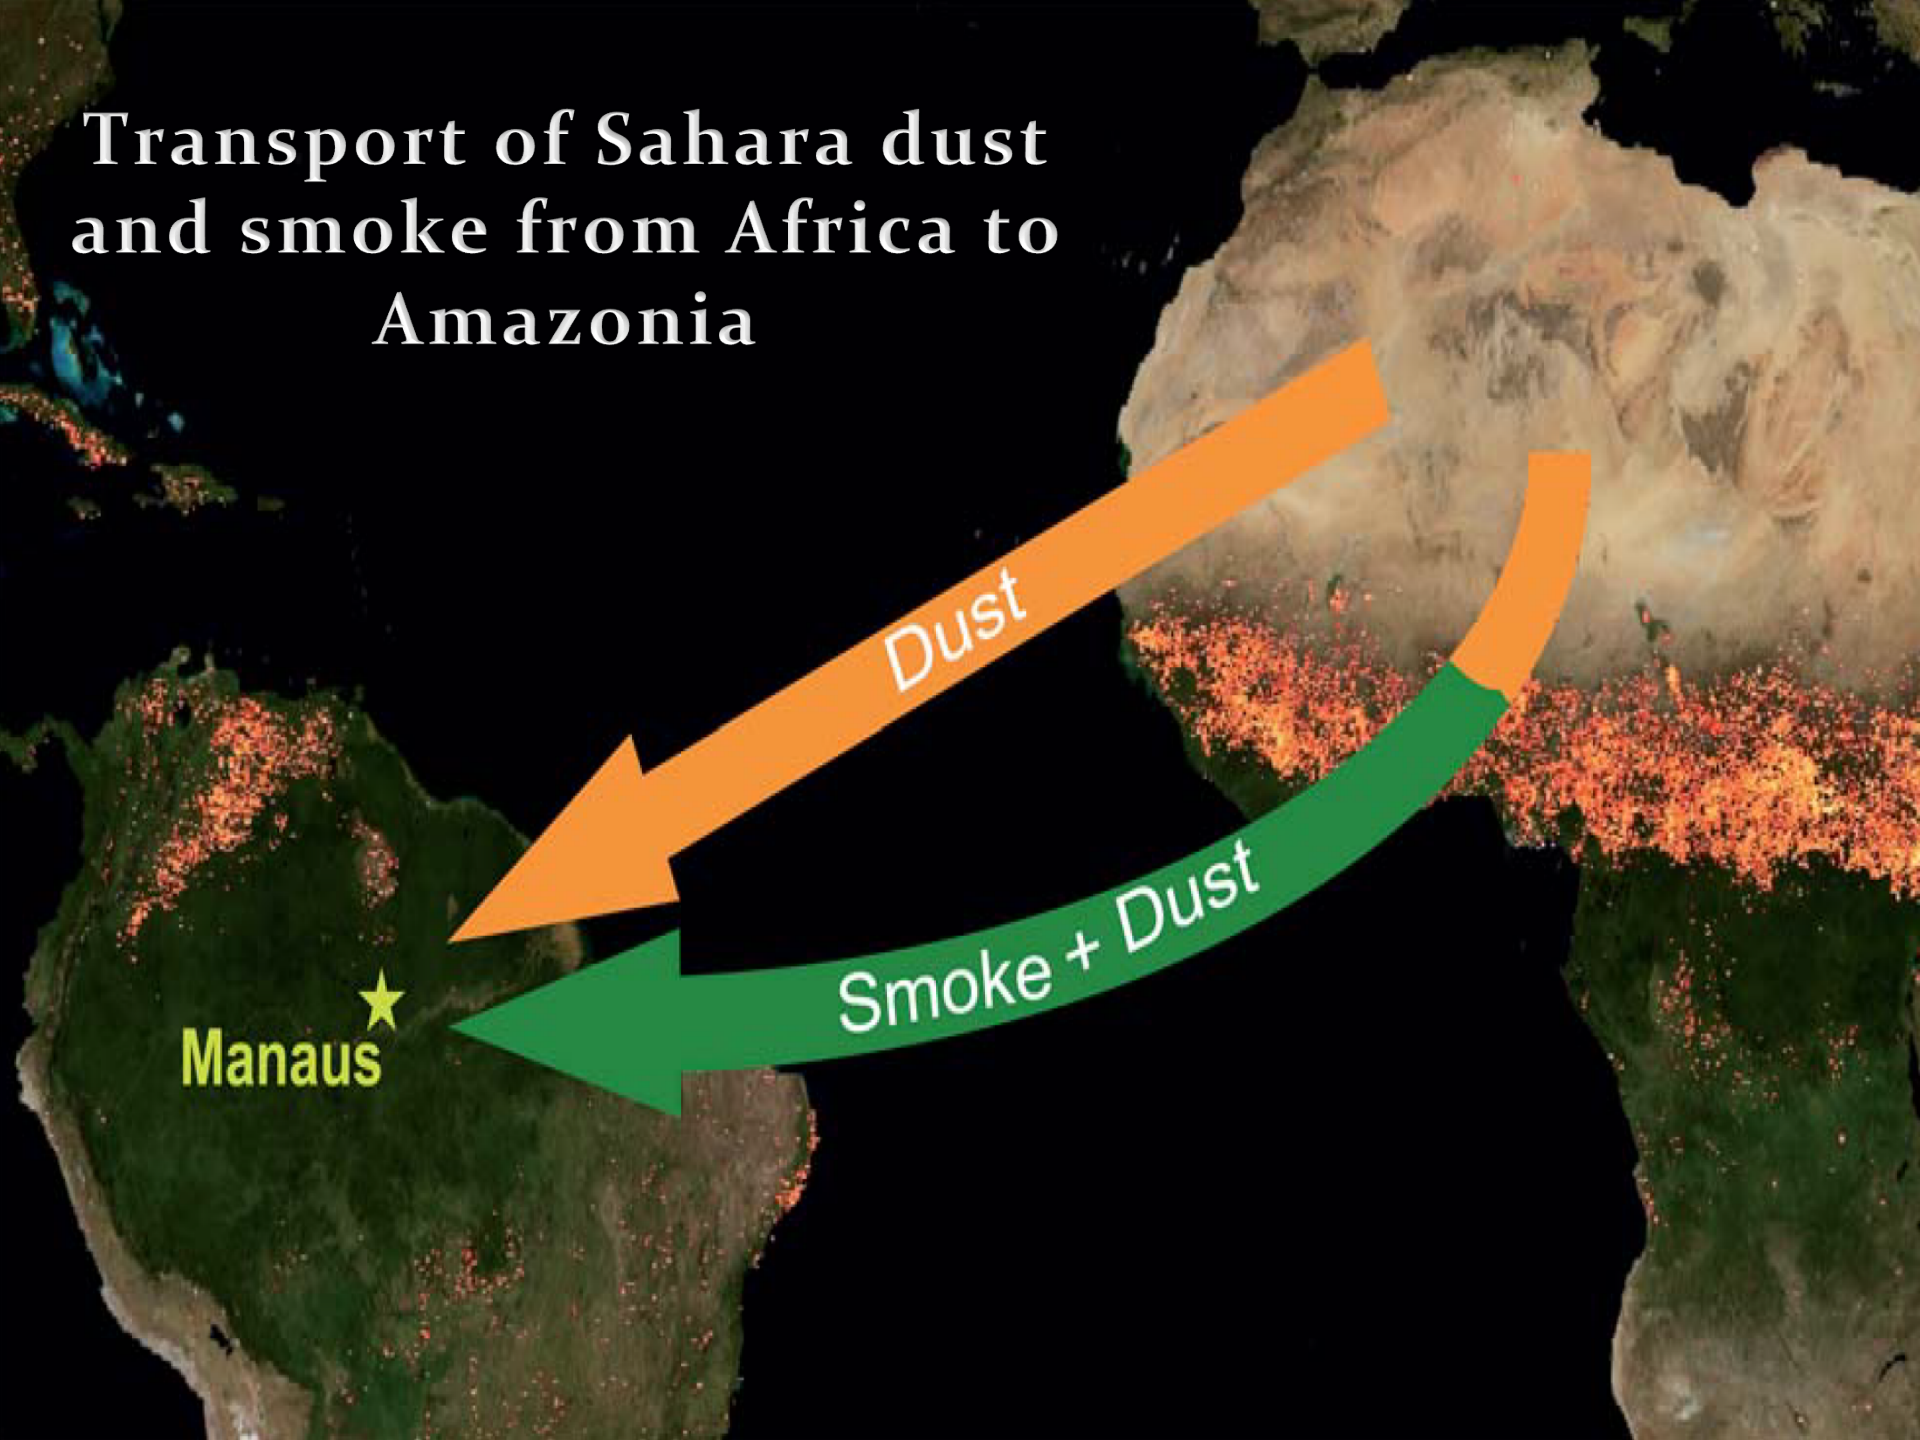 Transport of Sahara dust
and smoke from Africa to
Amazonia
Dust
Smoke + Dust
Manaus